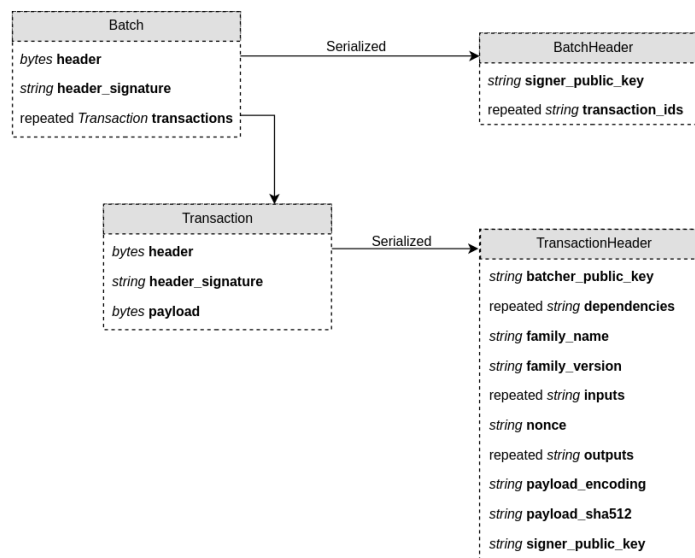 Batch
bytes header
string header_signature
repeated Transaction transactions
Serialized
BatchHeader
string signer_public_key
repeated string transaction_ids
Transaction
bytes header
string header_signature
bytes payload
Serialized
TransactionHeader
string batcher_public_key
repeated string dependencies
string family_name
string family_version
repeated string inputs
string nonce
repeated string outputs
string payload_encoding
string payload_sha512
string signer_public_key